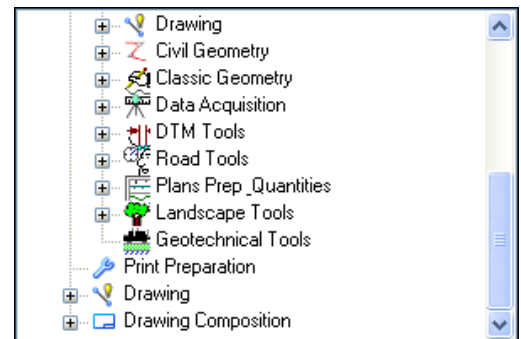 Drawing
Civil Geometry
Classic Geometry
Data Acquisition
DTM Tools
Road Tools
Plans Prep_Quantities
Landscape Tools
Geotechnical Tools
Print Preparation
Drawing
Drawing Composition